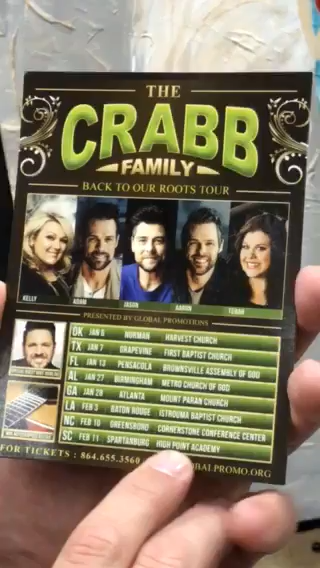 THE
CRABB
FAMILY
BACK TO OUR ROOTS TOUR
KELLY ADAM JASON AARON TERAH
PRESENTED BY GLOBAL PROMOTIONS
OK JAN 6 NORMAN HARVEST CHURCH
TX JAN 7 GRAPEVINE FIRST BAPTIST CHURCH
FL JAN 13 PENSACOLA BROWNSVILLE ASSEMBLY OF GOD
AL JAN 27 BIRMINGHAM METRO CHURCH OF GOD
GA JAN 28 ATLANTA MOUNT PARAN CHURCH
LA FEB 3 BATON ROUGE ISTROUMA BAPTIST CHURCH
NC FEB 10 GREENSBORO CORNERSTONE CONFERENCE CENTER
SC FEB 11 SPARTANBURG HIGH POINT ACADEMY
FOR TICKETS : 864.655.3560 OBALPROMO.ORG